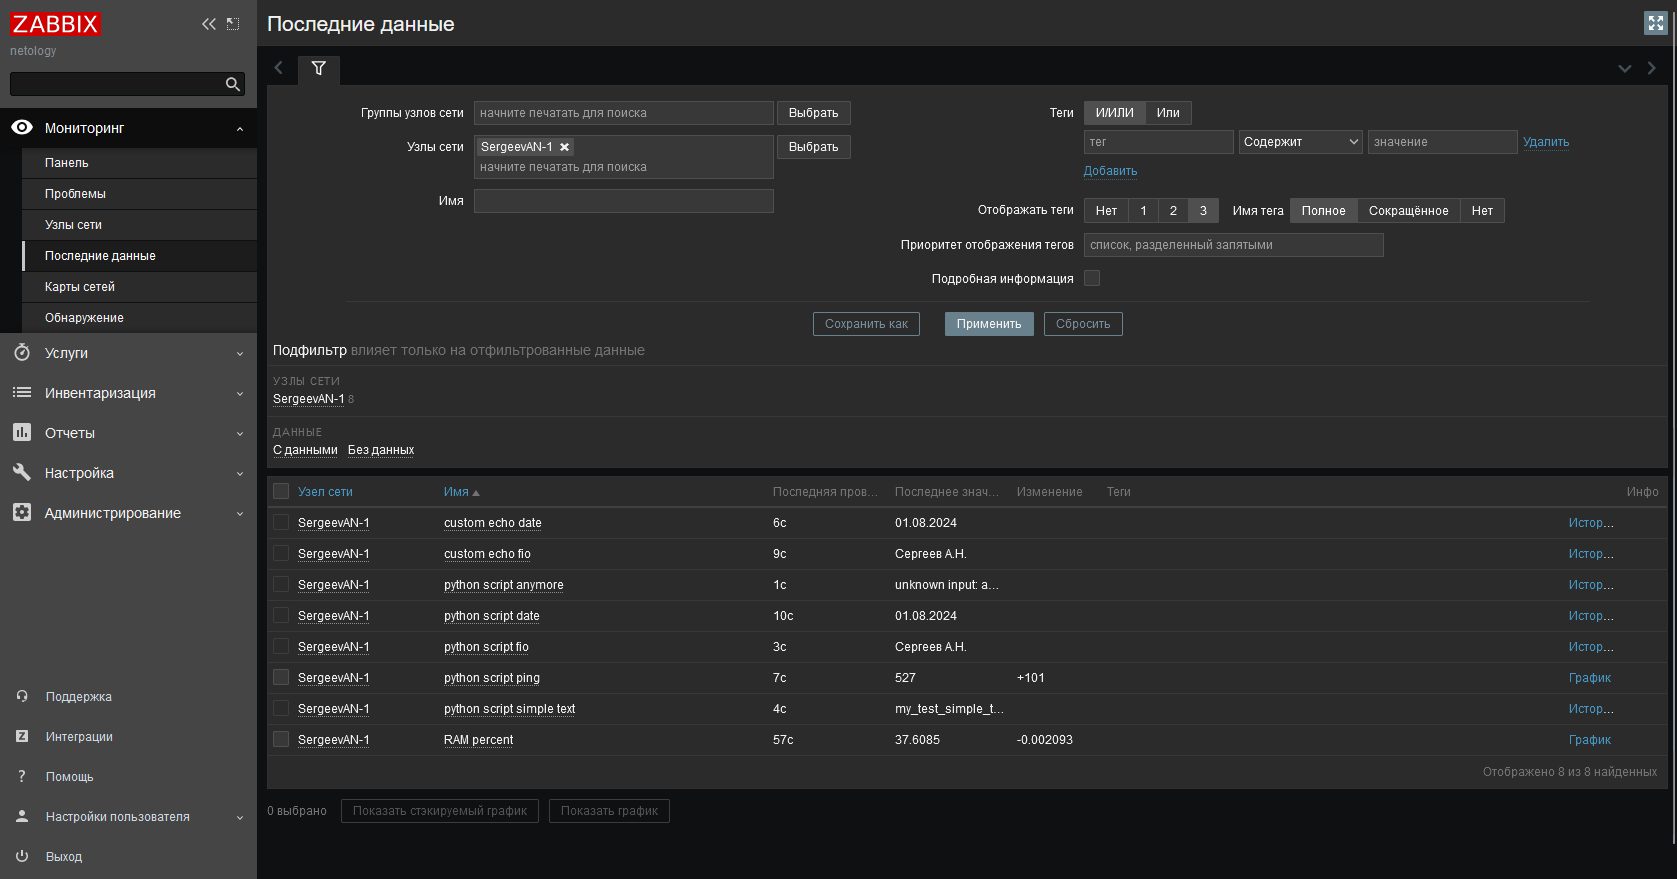 ZABBIX
netology
Мониторинг
Панель
Проблемы
Узлы сети
Последние данные
Карты сетей
Обнаружение
Услуги
Инвентаризация
Отчеты
Настройка
Администрирование
Поддержка
Z Интеграции
? Помощь
Настройки пользователя
Выход
Последние данные
Группы узлов сети начните печатать для поиска Выбрать
Узлы сети SergeevAN-1 Выбрать
начните печатать для поиска
Имя
Теги И/ИЛИ Или
тег Содержит значение Удалить
Добавить
Отображать теги Нет 1 2 3 Имя тега Полное Сокращённое Нет
Приоритет отображения тегов список, разделенный запятыми
Подробная информация
Сохранить как Применить Сбросить
Подфильтр влияет только на отфильтрованные данные
УЗЛЫ СЕТИ
SergeevAN-1 8
ДАННЫЕ
С данными Без данных
Узел сети Имя Последняя пров... Последнее знач... Изменение Теги Инфо
SergeevAN-1 custom echo date 6с 01.08.2024 Истор...
SergeevAN-1 custom echo fio 9с Сергеев А.Н. Истор...
SergeevAN-1 python script anymore 1с unknown input: a... Истор...
SergeevAN-1 python script date 10с 01.08.2024 Истор...
SergeevAN-1 python script fio 3с Сергеев А.Н. Истор...
SergeevAN-1 python script ping 7с 527 +101 График
SergeevAN-1 python script simple text 4с my_test_simple_t... Истор...
SergeevAN-1 RAM percent 57с 37.6085 -0.002093 График
Отображено 8 из 8 найденных
0 выбрано Показать стэкируемый график Показать график